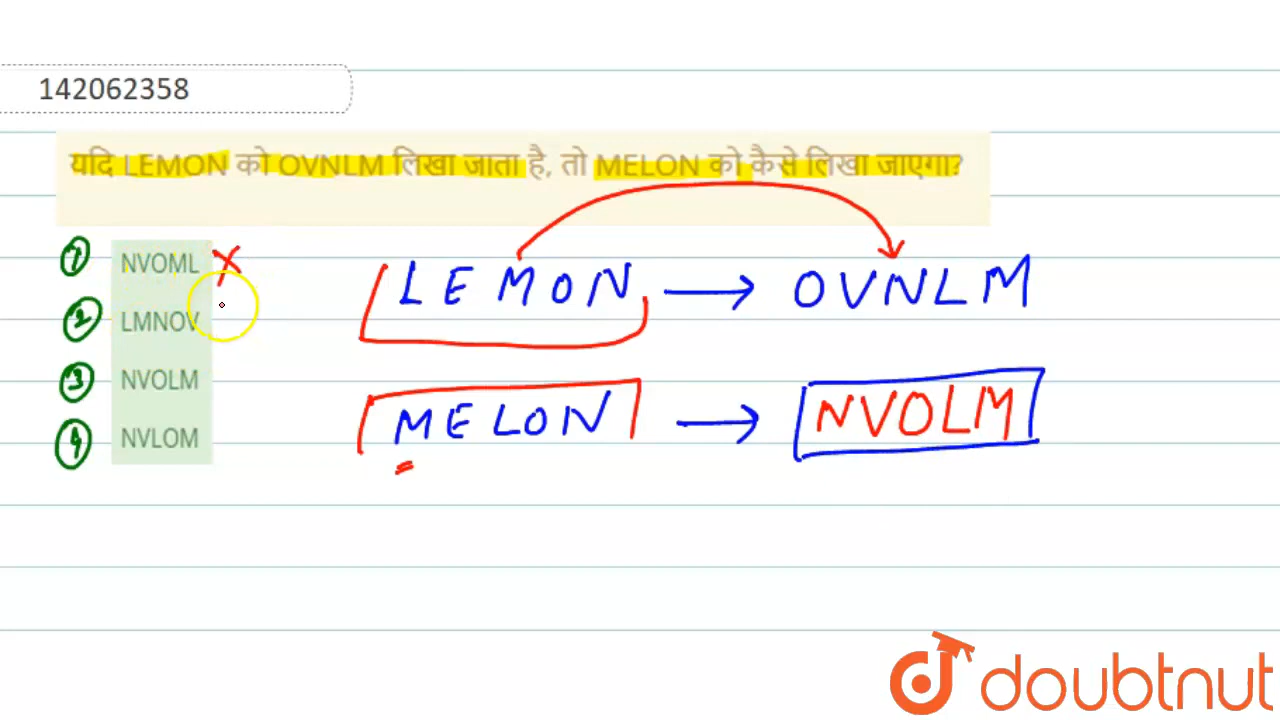 142062358
यदि LEMON को OVNLM लिखा जाता है, तो MELON को कैसे लिखा जाएगा?
① NVOML X
② LMNOV
③ NVOLM
④ NVLOM
LEMON → OVNLM
MELON → NVOLM
doubtnut